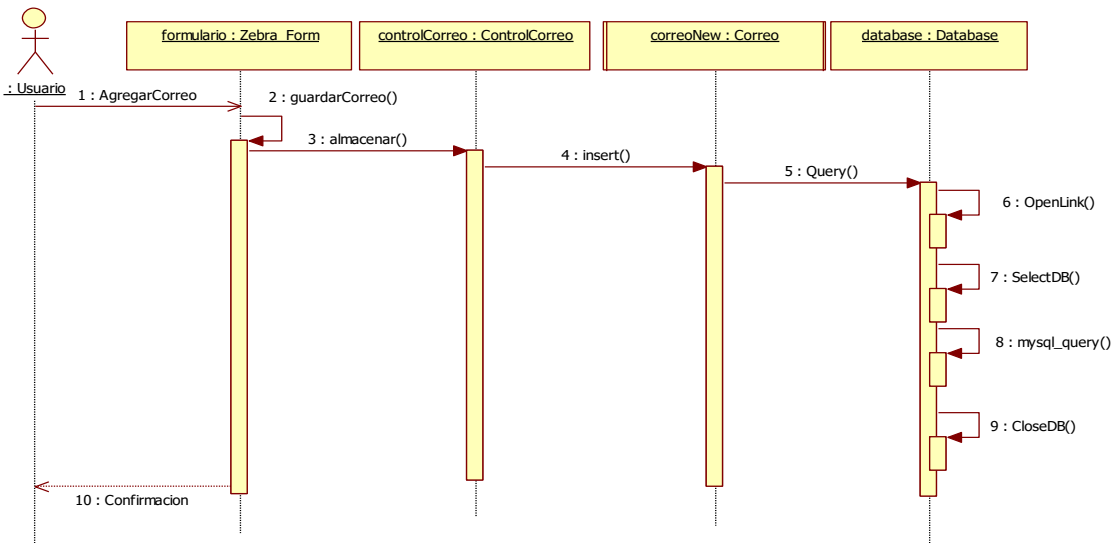 formulario : Zebra_Form
controlCorreo : ControlCorreo
correoNew : Correo
database : Database
: Usuario
1 : AgregarCorreo
2 : guardarCorreo()
3 : almacenar()
4 : insert()
5 : Query()
6 : OpenLink()
7 : SelectDB()
8 : mysql_query()
9 : CloseDB()
10 : Confirmacion